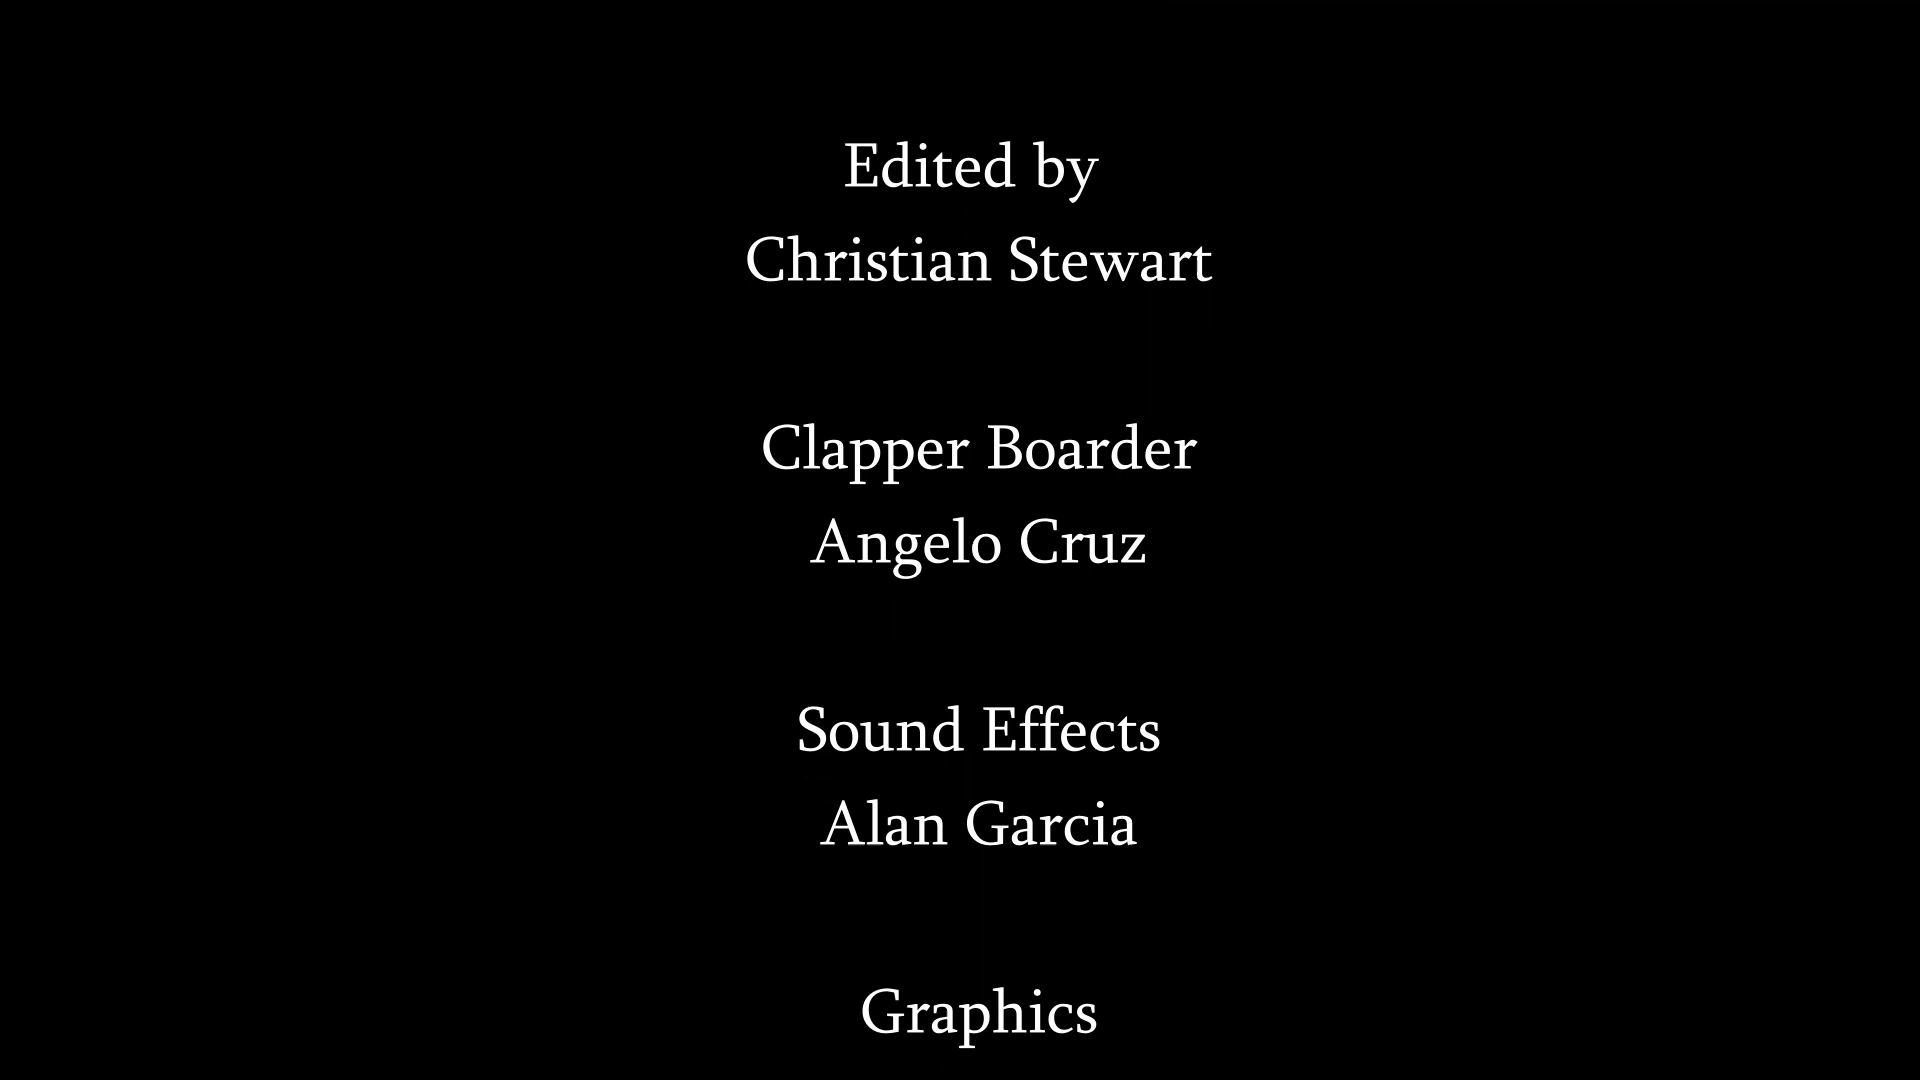 Edited by
Christian Stewart
Clapper Boarder
Angelo Cruz
Sound Effects
Alan Garcia
Graphics